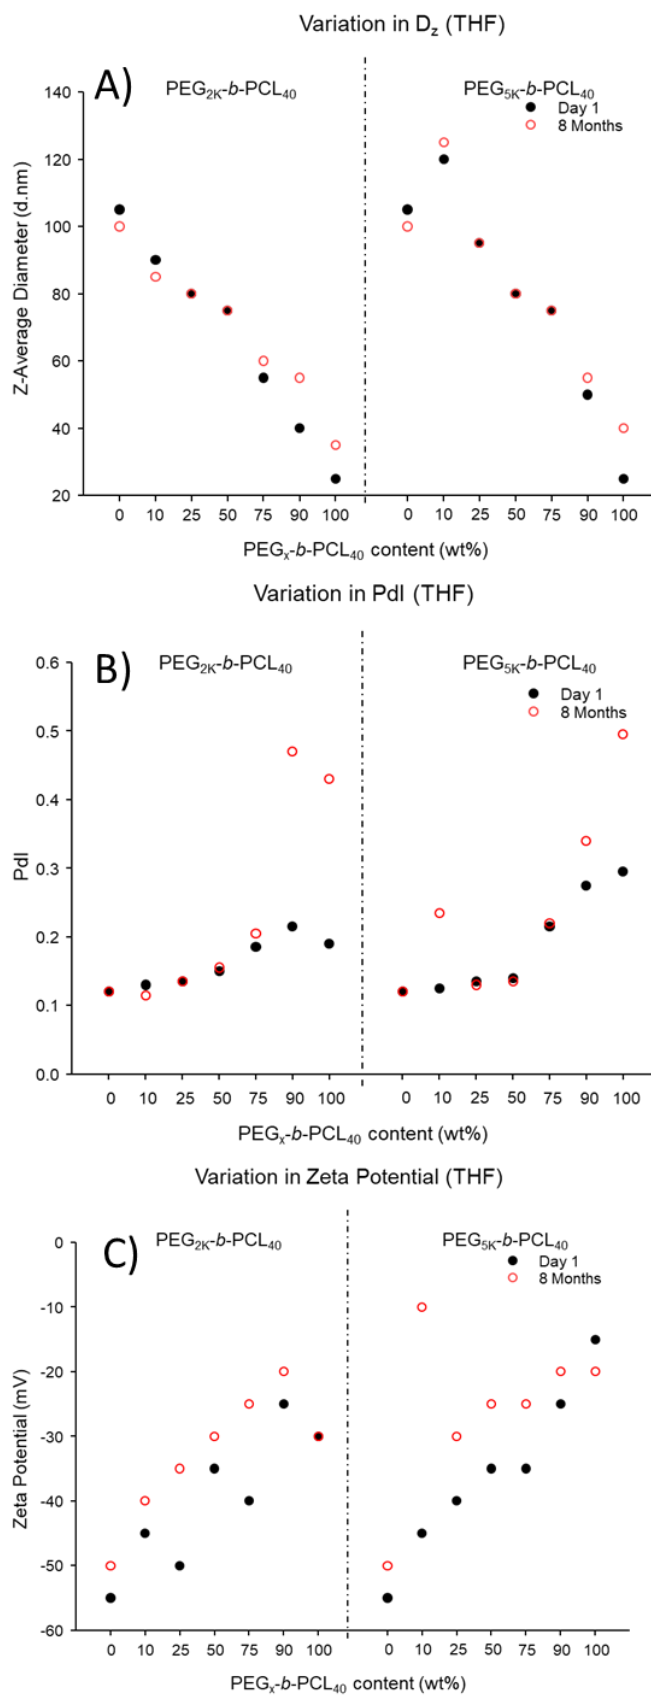 Variation in Dz (THF)
A)
PEG2K-b-PCL40
PEG5K-b-PCL40
Day 1
8 Months
140
120
100
80
60
40
20
Z-Average Diameter (d.nm)
0 10 25 50 75 90 100
0 10 25 50 75 90 100
PEGx-b-PCL40 content (wt%)
Variation in PdI (THF)
B)
PEG2K-b-PCL40
PEG5K-b-PCL40
Day 1
8 Months
0.6
0.5
0.4
0.3
0.2
0.1
0.0
PdI
0 10 25 50 75 90 100
0 10 25 50 75 90 100
PEGx-b-PCL40 content (wt%)
Variation in Zeta Potential (THF)
C)
PEG2K-b-PCL40
PEG5K-b-PCL40
Day 1
8 Months
0
-10
-20
-30
-40
-50
-60
Zeta Potential (mV)
0 10 25 50 75 90 100
0 10 25 50 75 90 100
PEGx-b-PCL40 content (wt%)